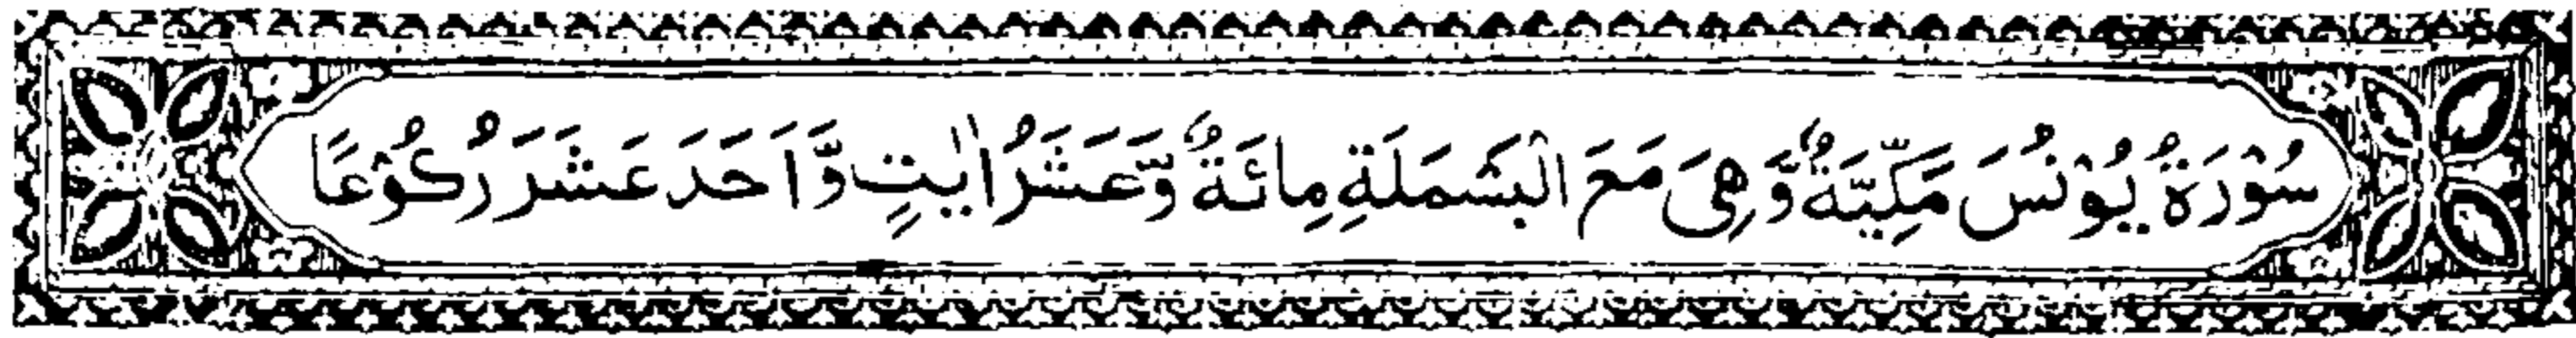 سُوْرَةُ يُوْنُسَ مَكِّيَّةٌ وَّهِىَ مَعَ الْبَسْمَلَةِ مِائَةٌ وَّعَشَرُ اٰيٰتٍ وَّاَحَدَ عَشَرَ رُكُوْعًا